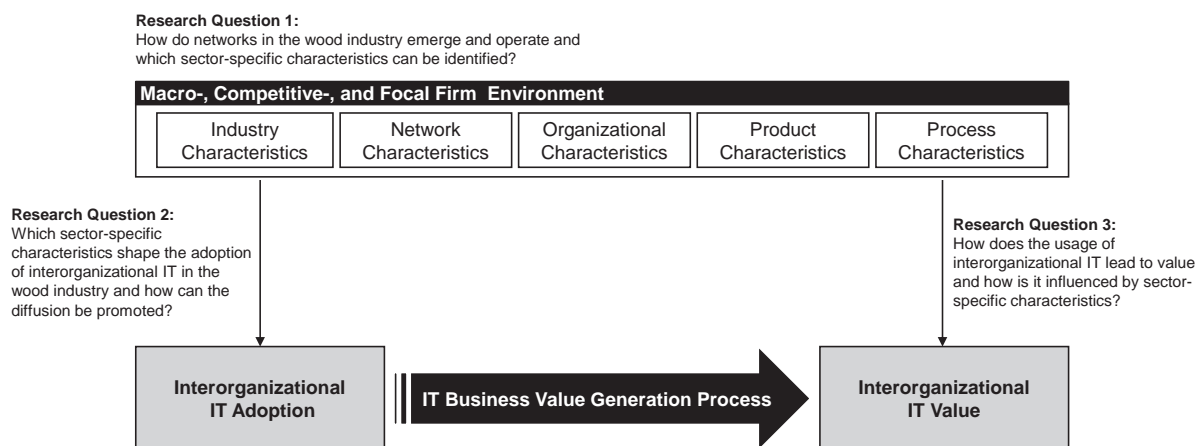 Research Question 1:
How do networks in the wood industry emerge and operate and
which sector-specific characteristics can be identified?
Macro-, Competitive-, and Focal Firm Environment
Industry
Characteristics
Network
Characteristics
Organizational
Characteristics
Product
Characteristics
Process
Characteristics
Research Question 2:
Which sector-specific
characteristics shape the adoption
of interorganizational IT in the
wood industry and how can the
diffusion be promoted?
Research Question 3:
How does the usage of
interorganizational IT lead to value
and how is it influenced by sector-
specific characteristics?
Interorganizational
IT Adoption
IT Business Value Generation Process
Interorganizational
IT Value